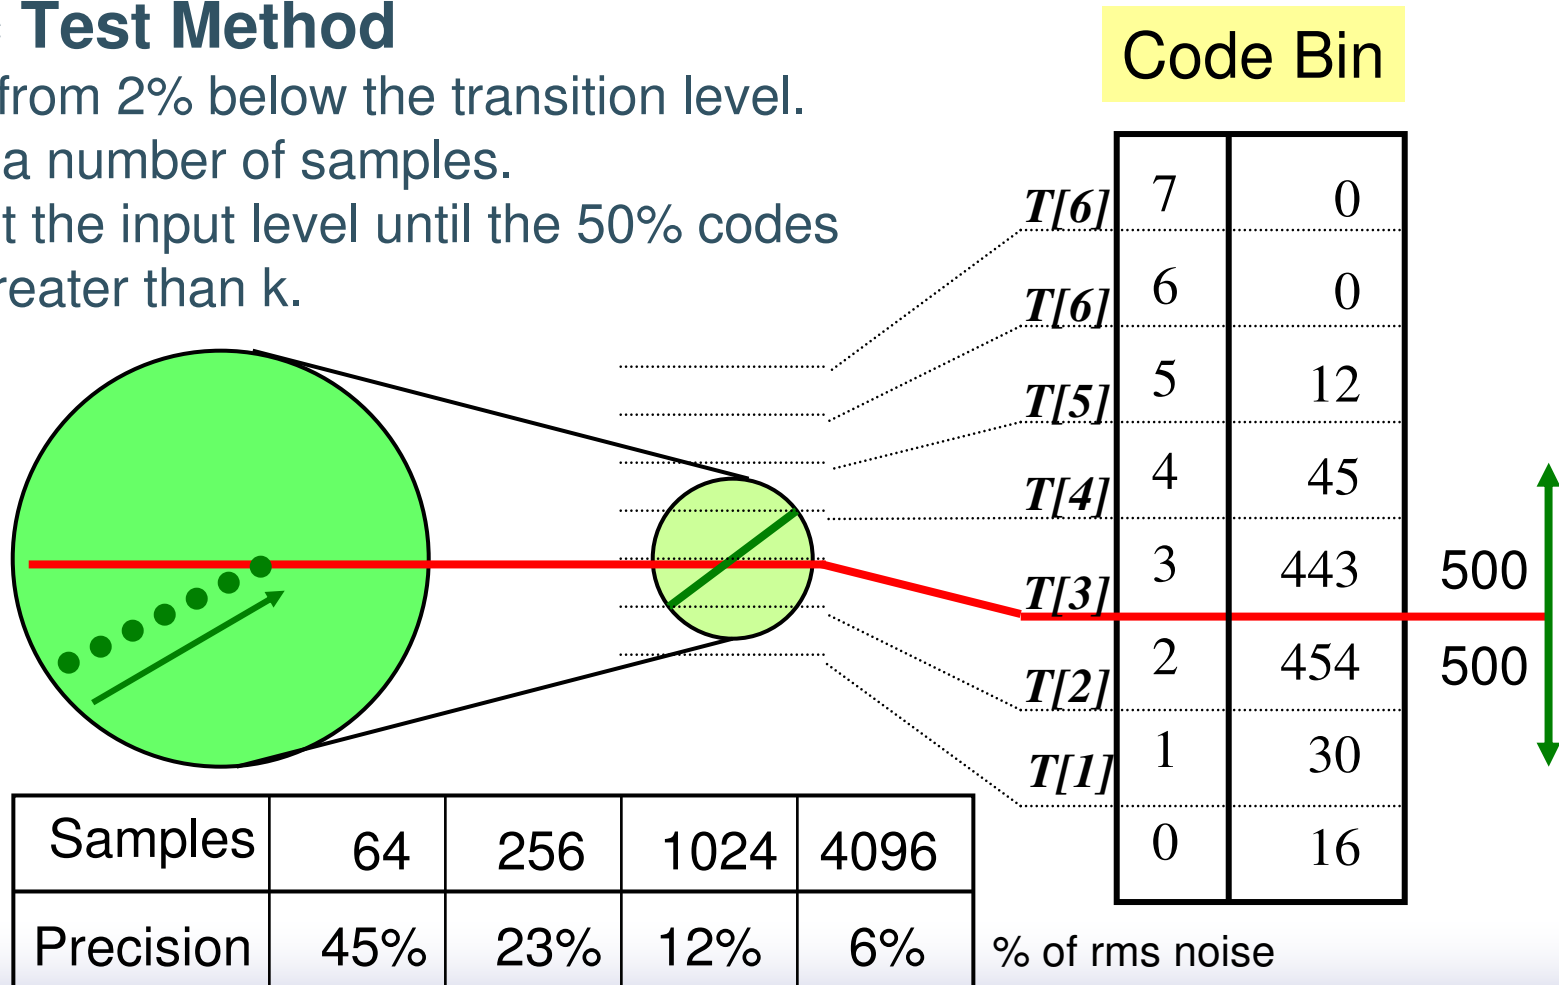 Test Method
from 2% below the transition level.
a number of samples.
t the input level until the 50% codes
reater than k.
Code Bin
T[6] 7 0
T[6] 6 0
T[5] 5 12
T[4] 4 45
T[3] 3 443 500
T[2] 2 454 500
T[1] 1 30
0 16
Samples 64 256 1024 4096
Precision 45% 23% 12% 6% % of rms noise